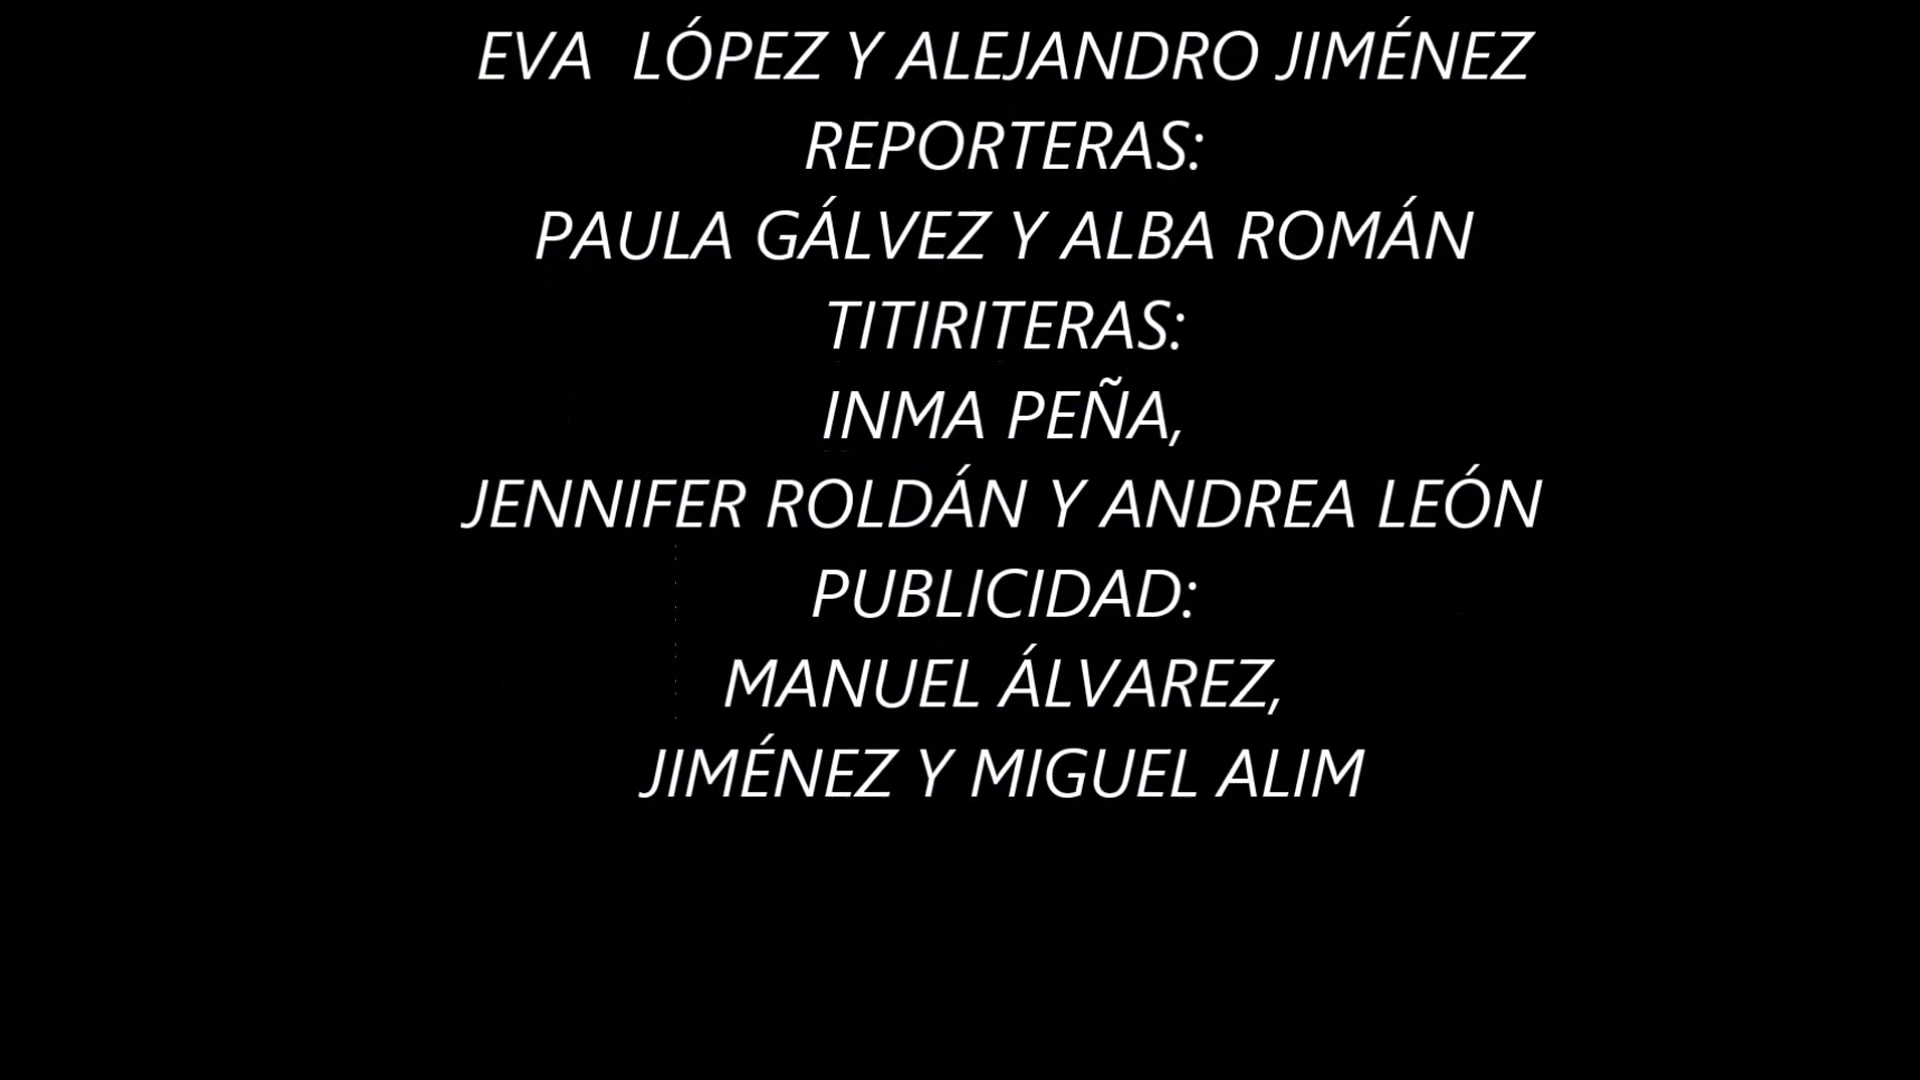 EVA  LÓPEZ Y ALEJANDRO JIMÉNEZ
REPORTERAS:
PAULA GÁLVEZ Y ALBA ROMÁN
TITIRITERAS:
INMA PEÑA,
JENNIFER ROLDÁN Y ANDREA LEÓN
PUBLICIDAD:
MANUEL ÁLVAREZ,
JIMÉNEZ Y MIGUEL ALIM